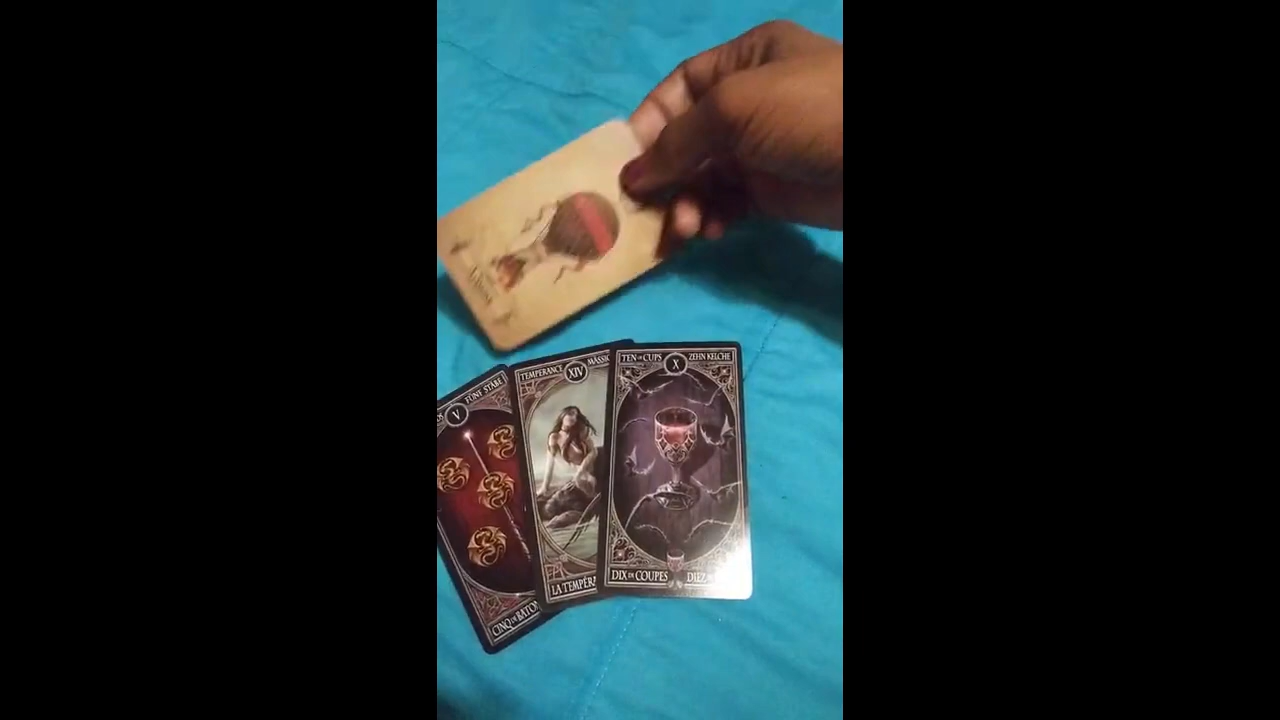 CS V FÜNF STÄBE
CINQ DE BATON
TEMPERANCE XIV MÄSSIG
LA TEMPÉRA
TEN OF CUPS X ZEHN KELCHE
DIX DE COUPES DIEZ